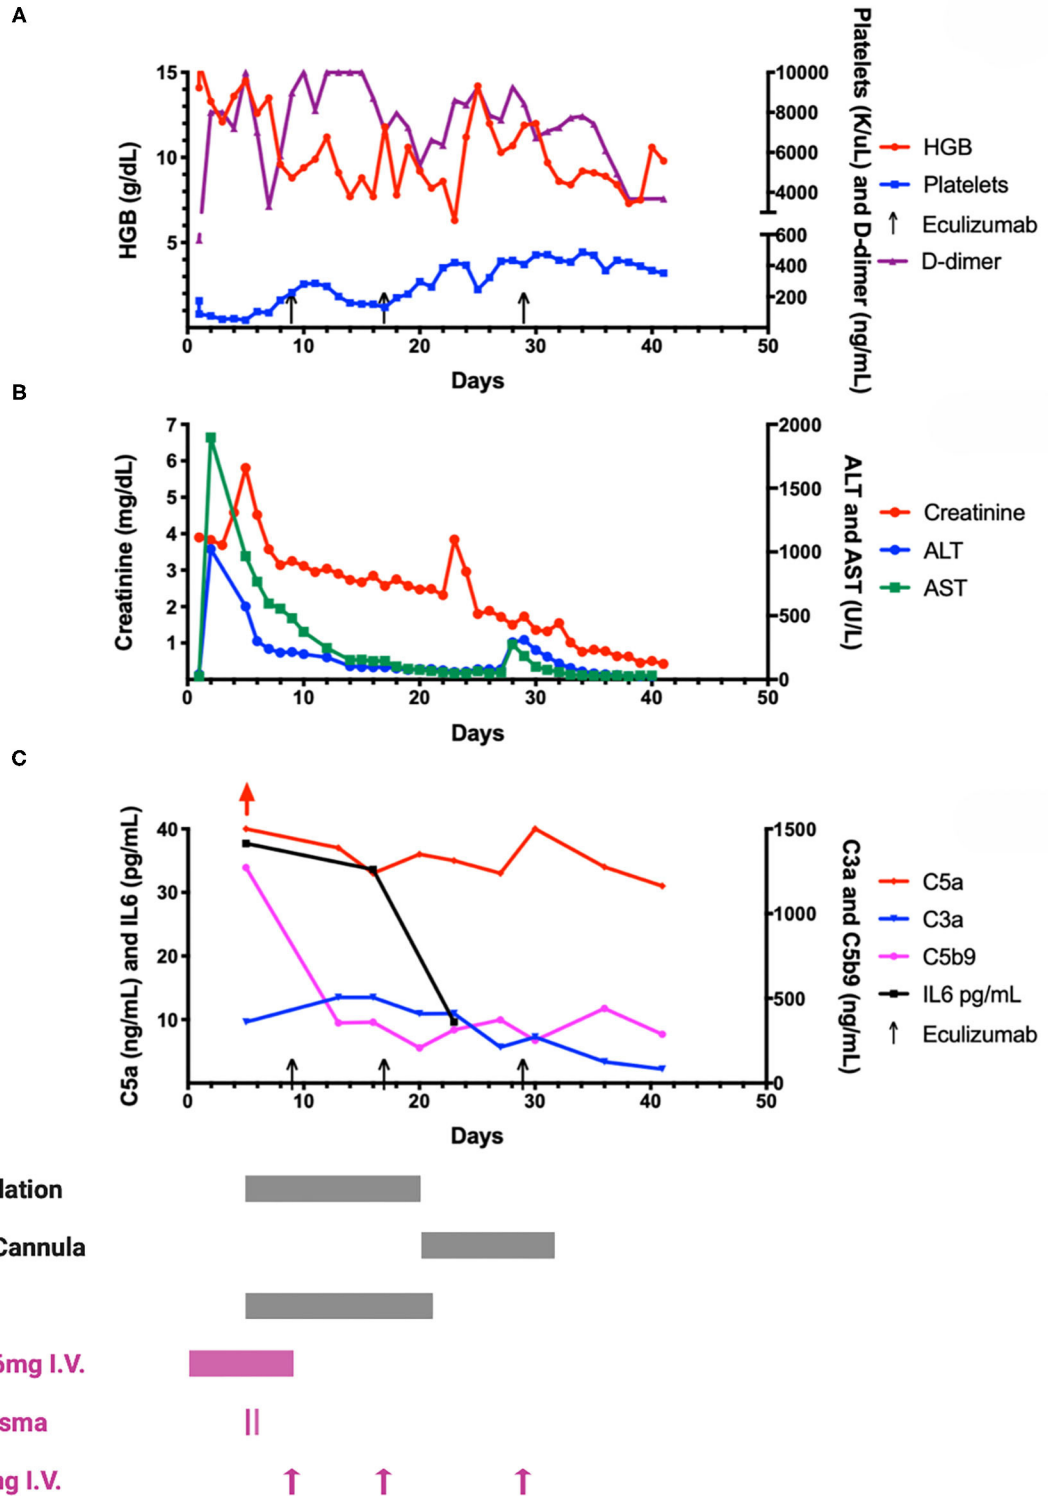 A
HGB (g/dL)
15
10
5
10000
8000
6000
4000
600
400
200
Platelets (K/uL) and D-dimer (ng/mL)
0 10 20 30 40 50
Days
HGB
Platelets
Eculizumab
D-dimer
B
Creatinine (mg/dL)
7
6
5
4
3
2
1
2000
1500
1000
500
0
ALT and AST (U/L)
0 10 20 30 40 50
Days
Creatinine
ALT
AST
C
C5a (ng/mL) and IL6 (pg/mL)
40
30
20
10
1500
1000
500
0
C3a and C5b9 (ng/mL)
0 10 20 30 40 50
Days
C5a
C3a
C5b9
IL6 pg/mL
Eculizumab
lation
Cannula
6mg I.V.
sma
ng I.V.